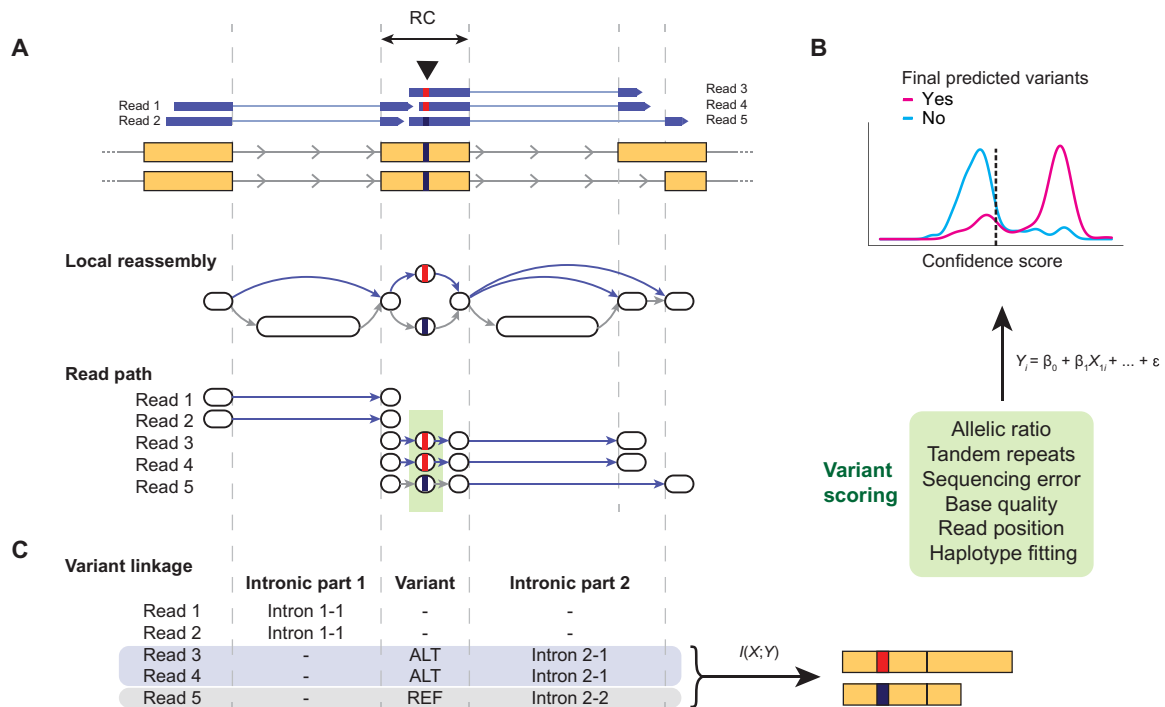 A
RC
Read 1
Read 2
Read 3
Read 4
Read 5
Local reassembly
Read path
Read 1
Read 2
Read 3
Read 4
Read 5
B
Final predicted variants
Yes
No
Confidence score
Yᵢ = β₀ + β₁X₁ᵢ + ... + ε
Variant scoring
Allelic ratio
Tandem repeats
Sequencing error
Base quality
Read position
Haplotype fitting
C
Variant linkage
Intronic part 1 Variant Intronic part 2
Read 1 Intron 1-1 - -
Read 2 Intron 1-1 - -
Read 3 - ALT Intron 2-1
Read 4 - ALT Intron 2-1
Read 5 - REF Intron 2-2
I(X;Y)